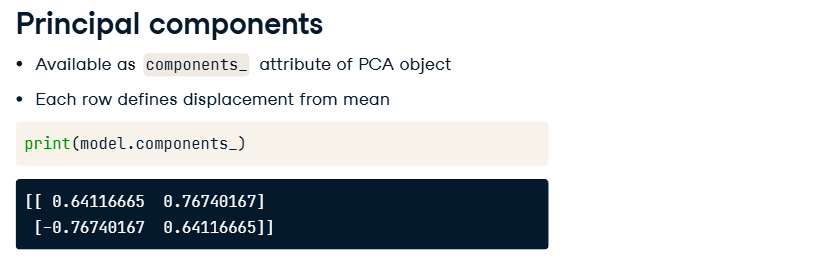 Principal components
• Available as components_ attribute of PCA object
• Each row defines displacement from mean
print(model.components_)
[[ 0.64116665  0.76740167]
 [-0.76740167  0.64116665]]